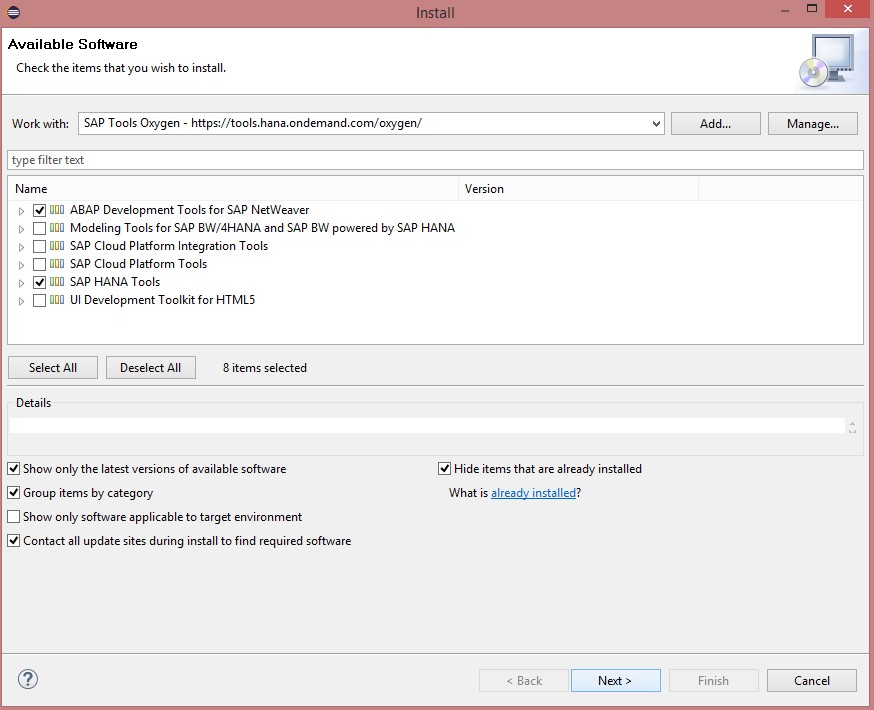 Install
Available Software
Check the items that you wish to install.
Work with: SAP Tools Oxygen - https://tools.hana.ondemand.com/oxygen/ Add... Manage...
type filter text
Name Version
ABAP Development Tools for SAP NetWeaver
Modeling Tools for SAP BW/4HANA and SAP BW powered by SAP HANA
SAP Cloud Platform Integration Tools
SAP Cloud Platform Tools
SAP HANA Tools
UI Development Toolkit for HTML5
Select All Deselect All 8 items selected
Details
Show only the latest versions of available software Hide items that are already installed
Group items by category What is already installed?
Show only software applicable to target environment
Contact all update sites during install to find required software
? < Back Next > Finish Cancel